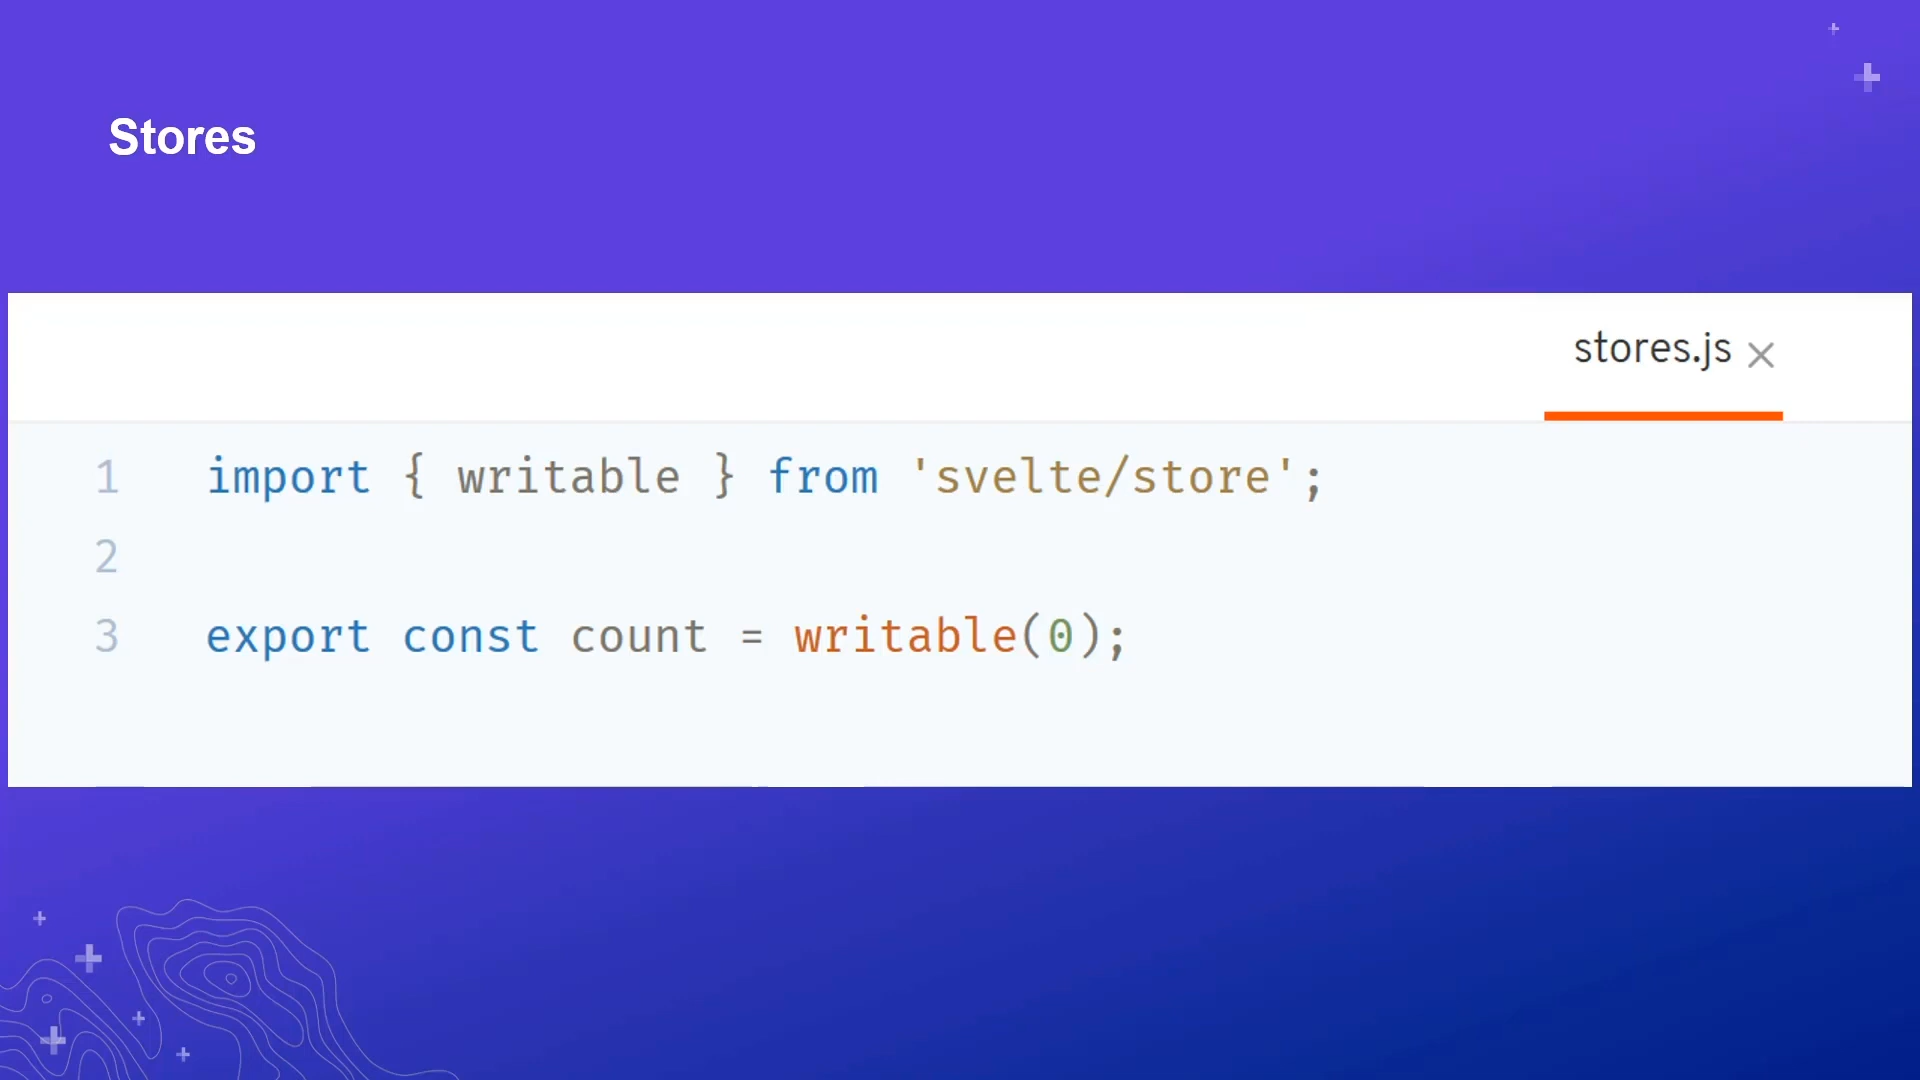 Stores
stores.js ×
1 import { writable } from 'svelte/store';
2
3 export const count = writable(0);